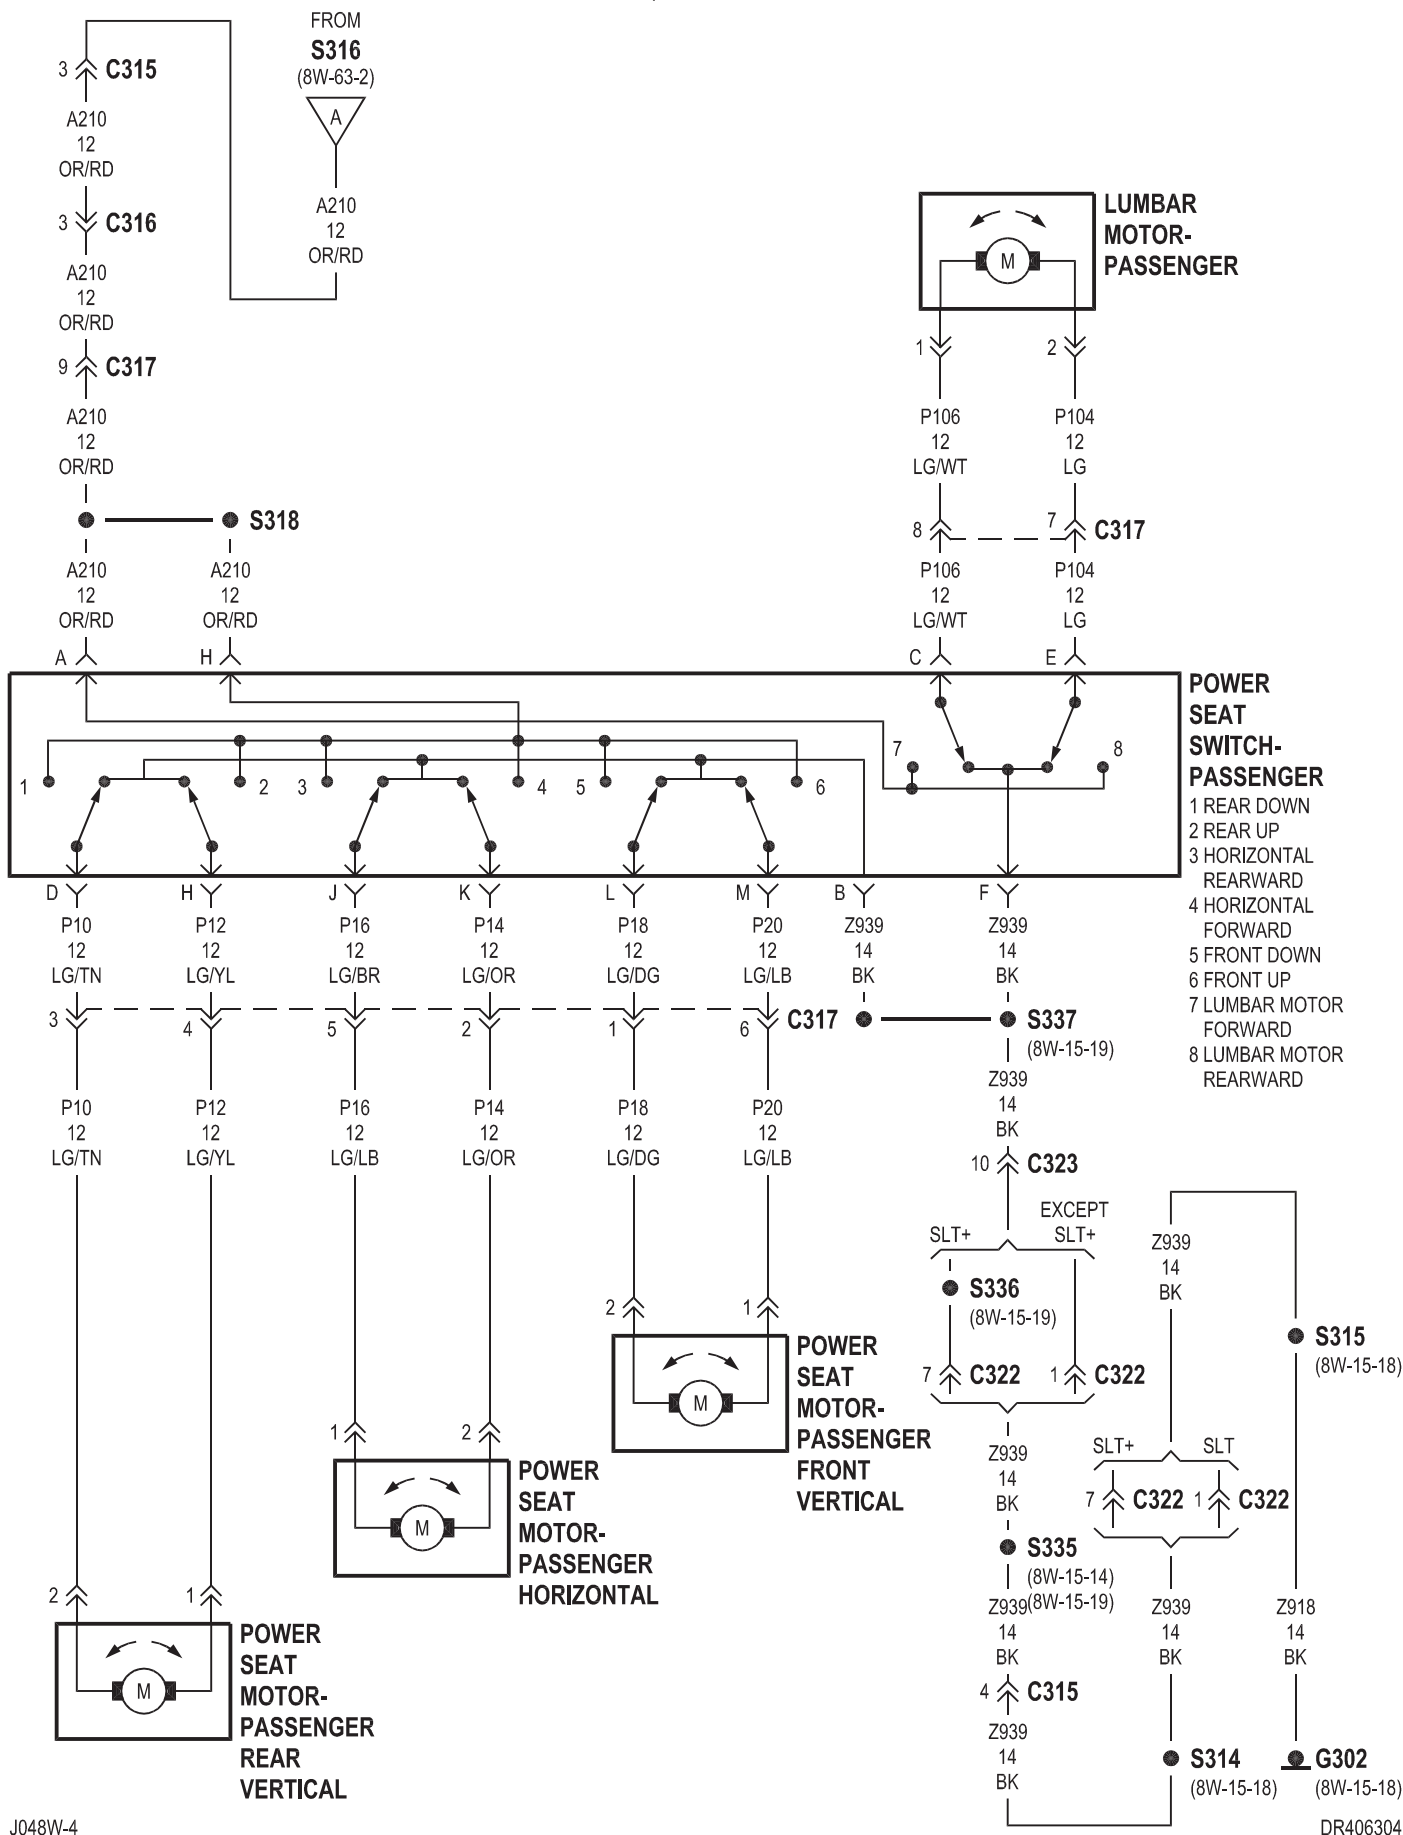 FROM
S316
(8W-63-2)
A
3 C315
A210
12
OR/RD
3 C316
A210
12
OR/RD
9 C317
A210
12
OR/RD
S318
A210
12
OR/RD
A210
12
OR/RD
A210
12
OR/RD
LUMBAR
MOTOR-
PASSENGER
M
1
2
P106
12
LG/WT
P104
12
LG
8
7
C317
P106
12
LG/WT
P104
12
LG
A
H
C
E
POWER
SEAT
SWITCH-
PASSENGER
1 REAR DOWN
2 REAR UP
3 HORIZONTAL
REARWARD
4 HORIZONTAL
FORWARD
5 FRONT DOWN
6 FRONT UP
7 LUMBAR MOTOR
FORWARD
8 LUMBAR MOTOR
REARWARD
7
8
1
2
3
4
5
6
D
H
J
K
L
M
B
F
P10
12
LG/TN
P12
12
LG/YL
P16
12
LG/BR
P14
12
LG/OR
P18
12
LG/DG
P20
12
LG/LB
Z939
14
BK
Z939
14
BK
3
4
5
2
1
6
C317
S337
(8W-15-19)
P10
12
LG/TN
P12
12
LG/YL
P16
12
LG/LB
P14
12
LG/OR
P18
12
LG/DG
P20
12
LG/LB
Z939
14
BK
10 C323
SLT+
EXCEPT
SLT+
S336
(8W-15-19)
7 C322
1 C322
Z939
14
BK
S335
(8W-15-14)
(8W-15-19)
Z939
14
BK
4 C315
Z939
14
BK
Z939
14
BK
S315
(8W-15-18)
SLT+
SLT
7 C322
1 C322
Z939
14
BK
Z918
14
BK
S314
(8W-15-18)
G302
(8W-15-18)
2
1
M
POWER
SEAT
MOTOR-
PASSENGER
FRONT
VERTICAL
1
2
M
POWER
SEAT
MOTOR-
PASSENGER
HORIZONTAL
2
1
M
POWER
SEAT
MOTOR-
PASSENGER
REAR
VERTICAL
J048W-4
DR406304